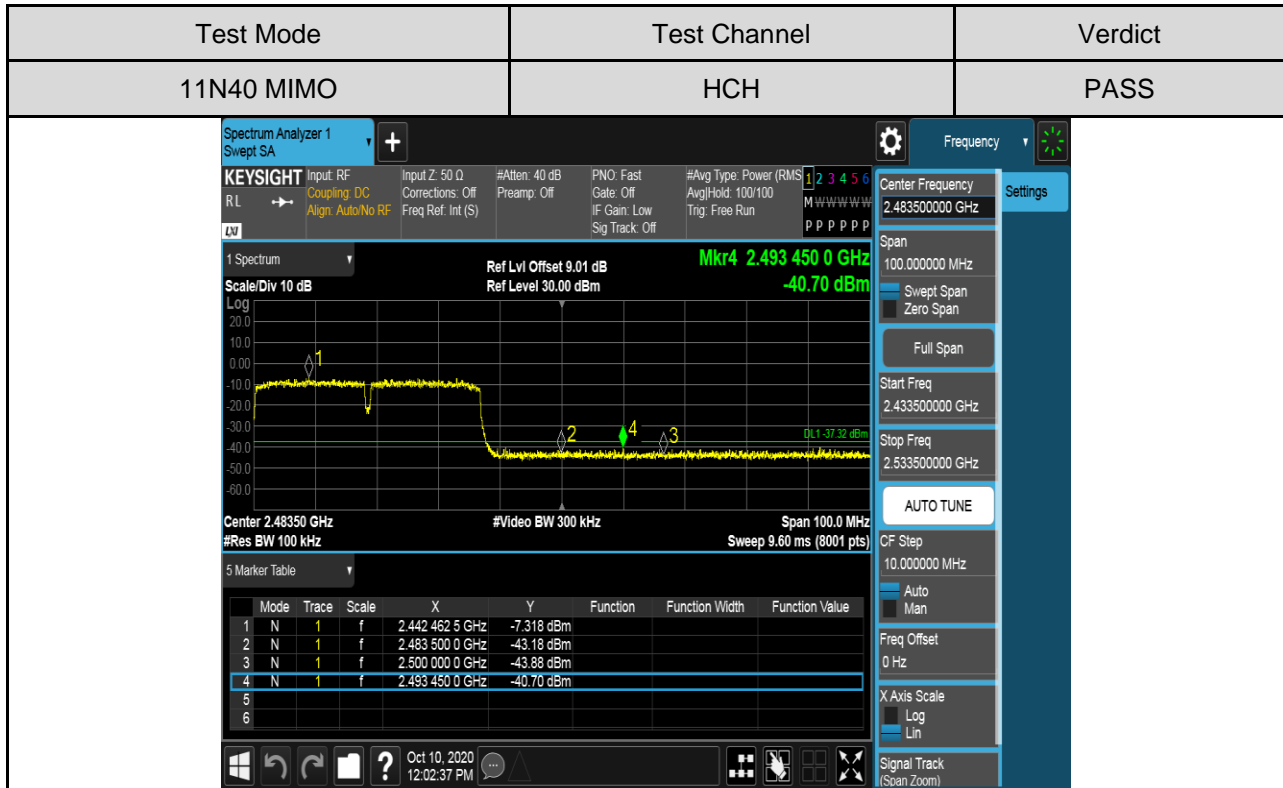 Test Mode Test Channel Verdict
11N40 MIMO HCH PASS
Spectrum Analyzer 1
Swept SA
+
Frequency
KEYSIGHT
RL
LXI
Input: RF
Coupling: DC
Align: Auto/No RF
Input Z: 50 Ω
Corrections: Off
Freq Ref: Int (S)
#Atten: 40 dB
Preamp: Off
PNO: Fast
Gate: Off
IF Gain: Low
Sig Track: Off
#Avg Type: Power (RMS
Avg|Hold: 100/100
Trig: Free Run
1 2 3 4 5 6
M W W W W W
P P P P P P
1 Spectrum
Scale/Div 10 dB
Ref Lvl Offset 9.01 dB
Ref Level 30.00 dBm
Mkr4 2.493 450 0 GHz
-40.70 dBm
Log
20.0
10.0
0.00
-10.0
-20.0
-30.0
-40.0
-50.0
-60.0
1
2
4
3
DL1 -37.32 dBm
Center 2.48350 GHz #Video BW 300 kHz Span 100.0 MHz
#Res BW 100 kHz Sweep 9.60 ms (8001 pts)
5 Marker Table
Mode Trace Scale X Y Function Function Width Function Value
1 N 1 f 2.442 462 5 GHz -7.318 dBm
2 N 1 f 2.483 500 0 GHz -43.18 dBm
3 N 1 f 2.500 000 0 GHz -43.88 dBm
4 N 1 f 2.493 450 0 GHz -40.70 dBm
5
6
?
Oct 10, 2020
12:02:37 PM
Center Frequency
2.483500000 GHz
Settings
Span
100.000000 MHz
Swept Span
Zero Span
Full Span
Start Freq
2.433500000 GHz
Stop Freq
2.533500000 GHz
AUTO TUNE
CF Step
10.000000 MHz
Auto
Man
Freq Offset
0 Hz
X Axis Scale
Log
Lin
Signal Track
(Span Zoom)